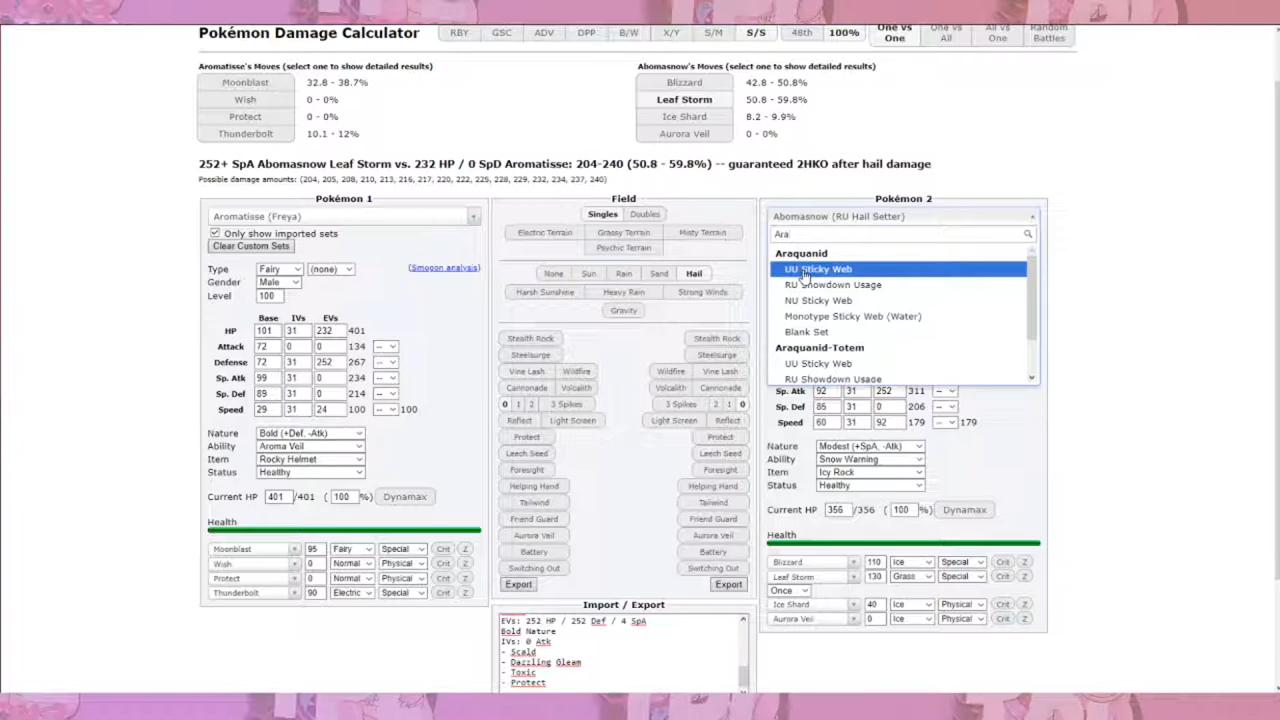 Pokémon Damage Calculator RBY GSC ADV DPP B/W X/Y S/M S/S 48th 100% One vs One One vs All All vs One Random Battles
Aromatisse's Moves (select one to show detailed results) Abomasnow's Moves (select one to show detailed results)
Moonblast 32.8 - 38.7% Blizzard 42.8 - 50.8%
Wish 0 - 0% Leaf Storm 50.8 - 59.8%
Protect 0 - 0% Ice Shard 8.2 - 9.9%
Thunderbolt 10.1 - 12% Aurora Veil 0 - 0%
252+ SpA Abomasnow Leaf Storm vs. 232 HP / 0 SpD Aromatisse: 204-240 (50.8 - 59.8%) -- guaranteed 2HKO after hail damage
Possible damage amounts: (204, 205, 208, 210, 213, 216, 217, 220, 222, 225, 228, 229, 232, 234, 237, 240)
Pokémon 1
Aromatisse (Freya)
Only show imported sets
Clear Custom Sets
Type Fairy (none) (Smogon analysis)
Gender Male
Level 100
Base IVs EVs
HP 101 31 232 401
Attack 72 0 0 134 --
Defense 72 31 252 267 --
Sp. Atk 99 31 0 234 --
Sp. Def 89 31 0 214 --
Speed 29 31 24 100 -- 100
Nature Bold (+Def, -Atk)
Ability Aroma Veil
Item Rocky Helmet
Status Healthy
Current HP 401 /401 ( 100 %) Dynamax
Health
Moonblast 95 Fairy Special Crit Z
Wish 0 Normal Physical Crit Z
Protect 0 Normal Physical Crit Z
Thunderbolt 90 Electric Special Crit Z
Field
Singles Doubles
Electric Terrain Grassy Terrain Misty Terrain
Psychic Terrain
None Sun Rain Sand Hail
Harsh Sunshine Heavy Rain Strong Winds
Gravity
Stealth Rock Stealth Rock
Steelsurge Steelsurge
Vine Lash Wildfire Wildfire Vine Lash
Cannonade Volcalith Volcalith Cannonade
0 1 2 3 Spikes 3 Spikes 2 1 0
Reflect Light Screen Light Screen Reflect
Protect Protect
Leech Seed Leech Seed
Foresight Foresight
Helping Hand Helping Hand
Tailwind Tailwind
Friend Guard Friend Guard
Aurora Veil Aurora Veil
Battery Battery
Switching Out Switching Out
Export Export
Import / Export
EVs: 252 HP / 252 Def / 4 SpA
Bold Nature
IVs: 0 Atk
- Scald
- Dazzling Gleam
- Toxic
- Protect
Pokémon 2
Abomasnow (RU Hail Setter)
Ara
Araquanid
UU Sticky Web
RU Showdown Usage
NU Sticky Web
Monotype Sticky Web (Water)
Blank Set
Araquanid-Totem
UU Sticky Web
RU Showdown Usage
Sp. Atk 92 31 252 311 --
Sp. Def 85 31 0 206 --
Speed 60 31 92 179 -- 179
Nature Modest (+SpA, -Atk)
Ability Snow Warning
Item Icy Rock
Status Healthy
Current HP 356 /356 ( 100 %) Dynamax
Health
Blizzard 110 Ice Special Crit Z
Leaf Storm 130 Grass Special Crit Z
Once
Ice Shard 40 Ice Physical Crit Z
Aurora Veil 0 Ice Physical Crit Z